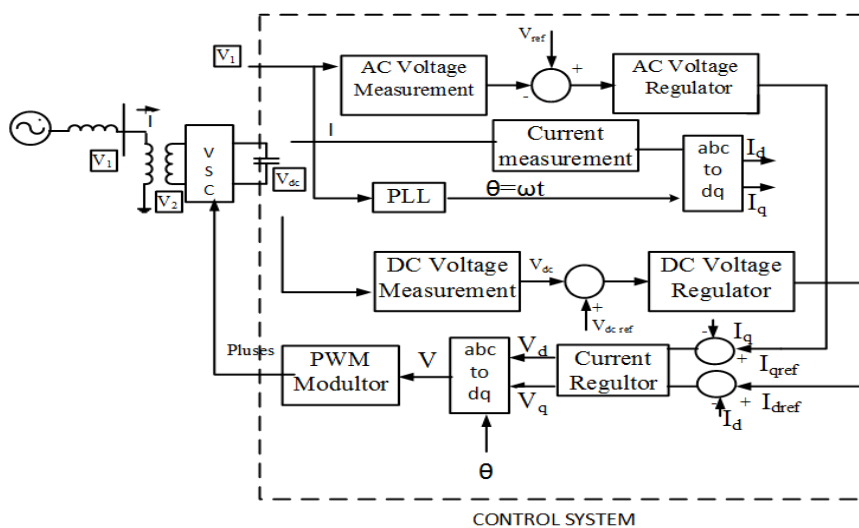 V1
Vref
+
-
AC Voltage
Measurement
AC Voltage
Regulator
I
V1
V2
V
S
C
Vdc
I
Current
measurement
abc
to
dq
Id
Iq
PLL
θ=ωt
DC Voltage
Measurement
Vdc
+
Vdc ref
DC Voltage
Regulator
Pluses
PWM
Modultor
V
abc
to
dq
θ
Vd
Vq
Current
Regultor
-
Iq
+
Iqref
-
Id
+
Idref
CONTROL SYSTEM